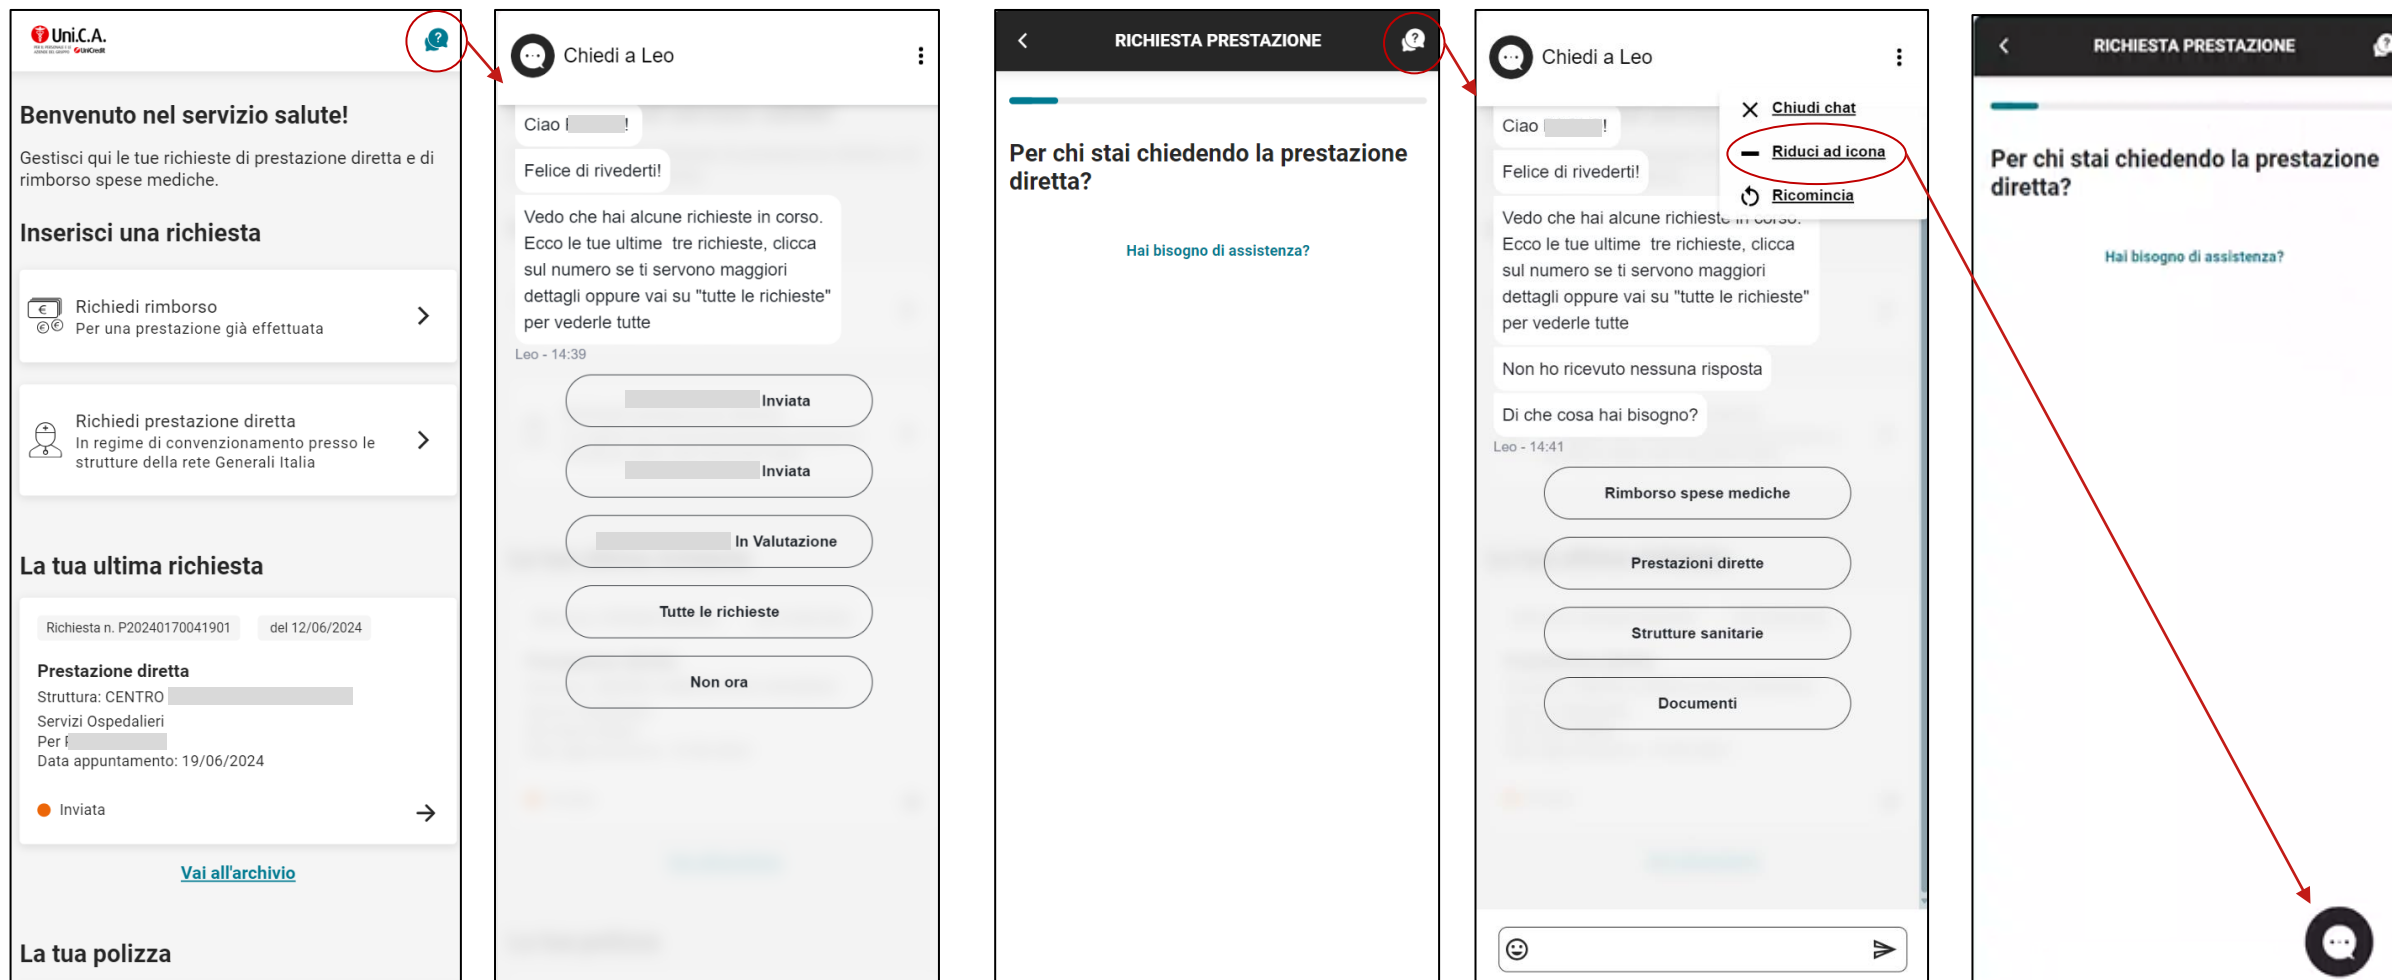 Uni.C.A.
UniCredit
Benvenuto nel servizio salute!
Gestisci qui le tue richieste di prestazione diretta e di
rimborso spese mediche.
Inserisci una richiesta
Richiedi rimborso
Per una prestazione già effettuata
Richiedi prestazione diretta
In regime di convenzionamento presso le
strutture della rete Generali Italia
La tua ultima richiesta
Richiesta n. P20240170041901
del 12/06/2024
Prestazione diretta
Struttura: CENTRO
Servizi Ospedalieri
Per
Data appuntamento: 19/06/2024
Inviata
Vai all'archivio
La tua polizza
Chiedi a Leo
Ciao !
Felice di rivederti!
Vedo che hai alcune richieste in corso.
Ecco le tue ultime tre richieste, clicca
sul numero se ti servono maggiori
dettagli oppure vai su "tutte le richieste"
per vederle tutte
Leo - 14:39
Inviata
Inviata
In Valutazione
Tutte le richieste
Non ora
RICHIESTA PRESTAZIONE
Per chi stai chiedendo la prestazione
diretta?
Hai bisogno di assistenza?
Chiedi a Leo
Chiudi chat
Riduci ad icona
Ricomincia
Ciao !
Felice di rivederti!
Vedo che hai alcune richieste in corso.
Ecco le tue ultime tre richieste, clicca
sul numero se ti servono maggiori
dettagli oppure vai su "tutte le richieste"
per vederle tutte
Non ho ricevuto nessuna risposta
Di che cosa hai bisogno?
Leo - 14:41
Rimborso spese mediche
Prestazioni dirette
Strutture sanitarie
Documenti
RICHIESTA PRESTAZIONE
Per chi stai chiedendo la prestazione
diretta?
Hai bisogno di assistenza?